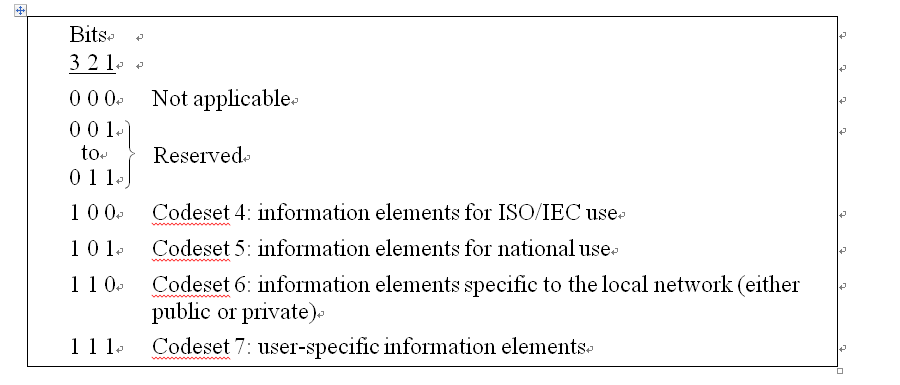 Bits
3 2 1
0 0 0 Not applicable
0 0 1
to Reserved
0 1 1
1 0 0 Codeset 4: information elements for ISO/IEC use
1 0 1 Codeset 5: information elements for national use
1 1 0 Codeset 6: information elements specific to the local network (either
public or private)
1 1 1 Codeset 7: user-specific information elements